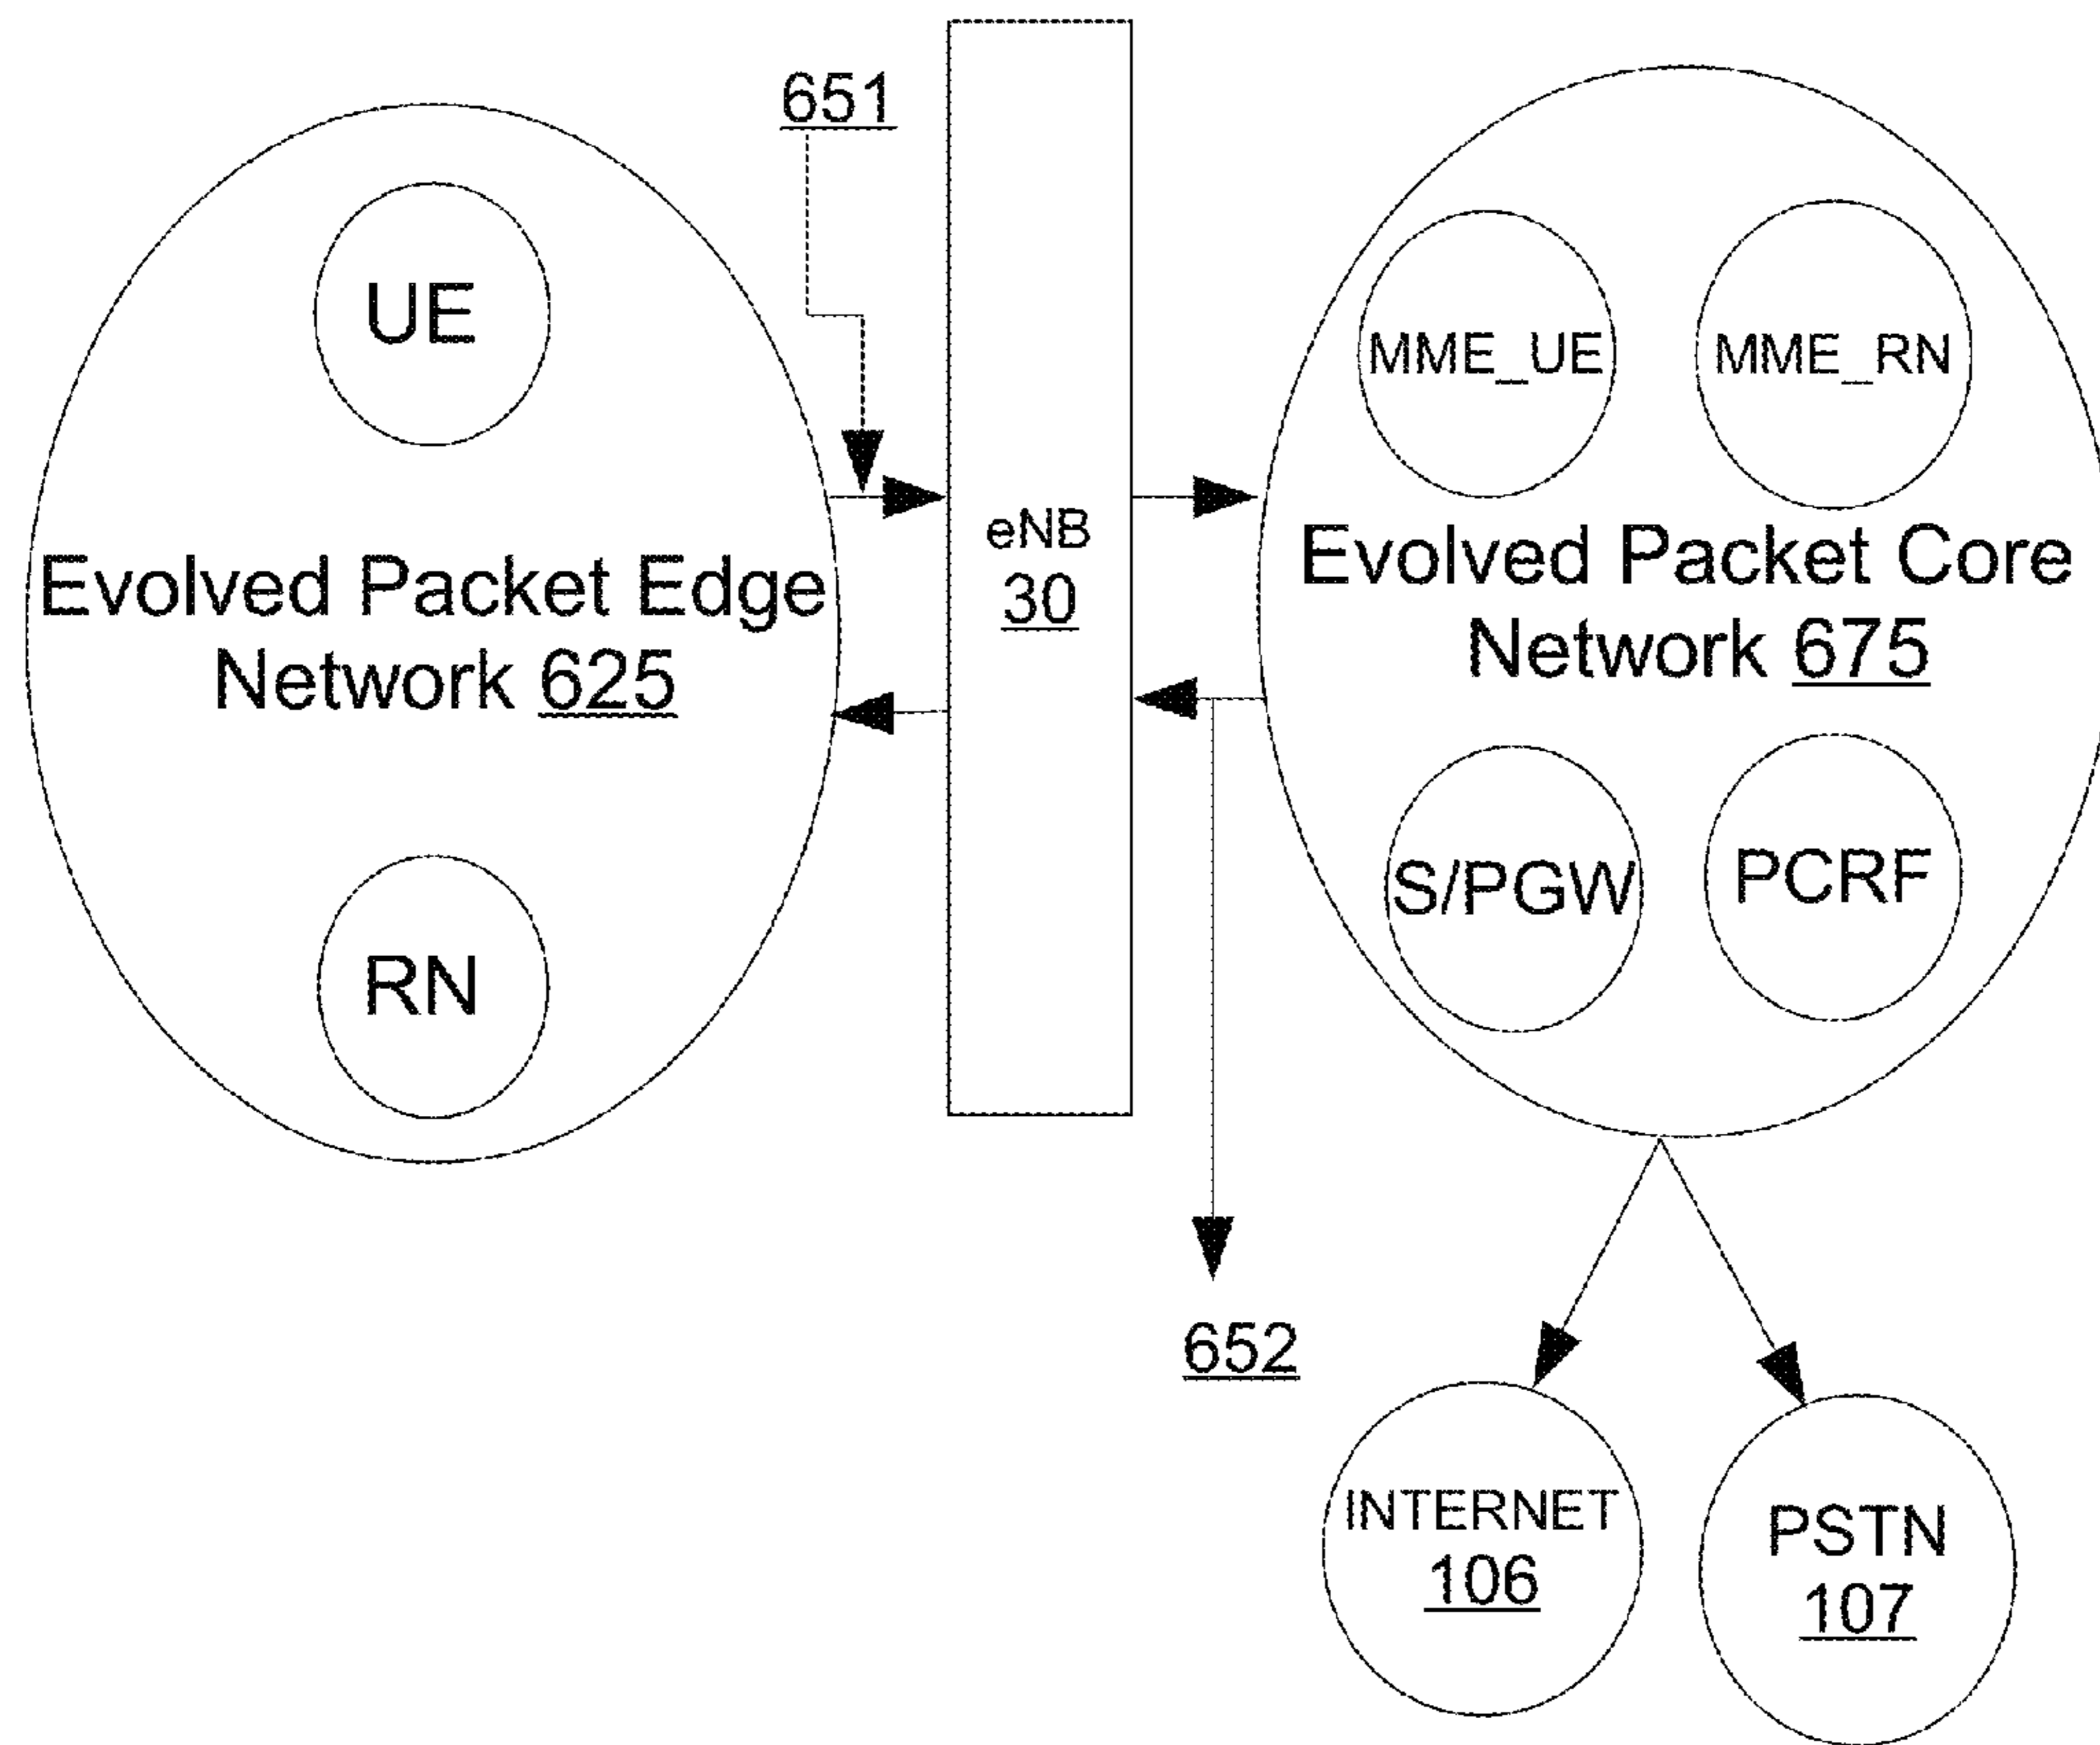 651
UE
Evolved Packet Edge
Network 625
RN
eNB
30
MME_UE
MME_RN
Evolved Packet Core
Network 675
S/PGW
PCRF
652
INTERNET
106
PSTN
107